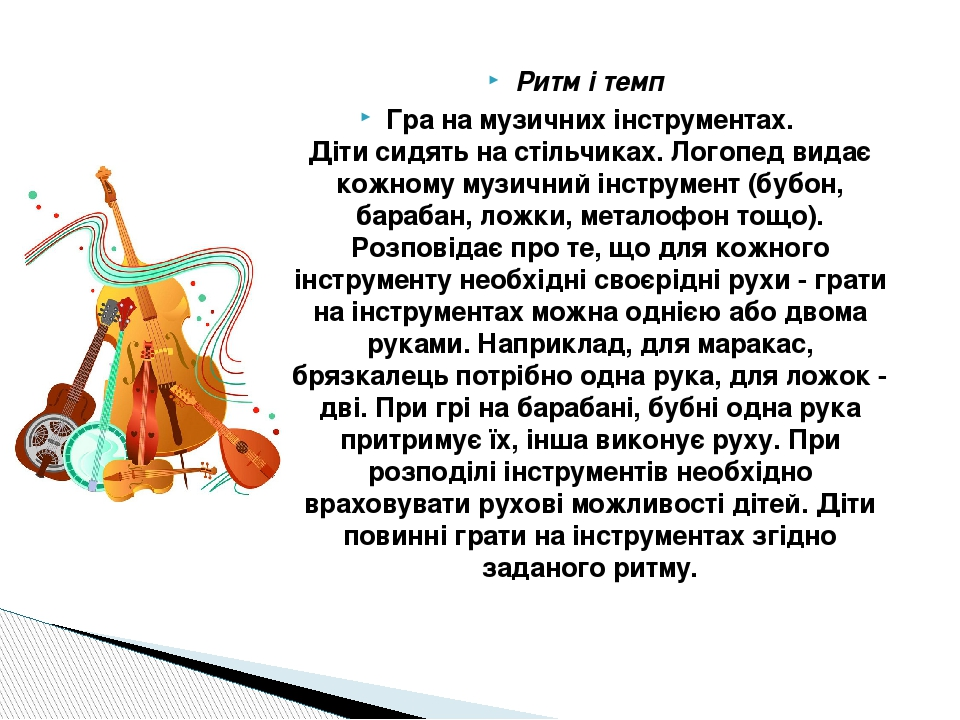 Ритм і темп
Гра на музичних інструментах.
Діти сидять на стільчиках. Логопед видає
кожному музичний інструмент (бубон,
барабан, ложки, металофон тощо).
Розповідає про те, що для кожного
інструменту необхідні своєрідні рухи - грати
на інструментах можна однією або двома
руками. Наприклад, для маракас,
брязкалець потрібно одна рука, для ложок -
дві. При грі на барабані, бубні одна рука
притримує їх, інша виконує руху. При
розподілі інструментів необхідно
враховувати рухові можливості дітей. Діти
повинні грати на інструментах згідно
заданого ритму.